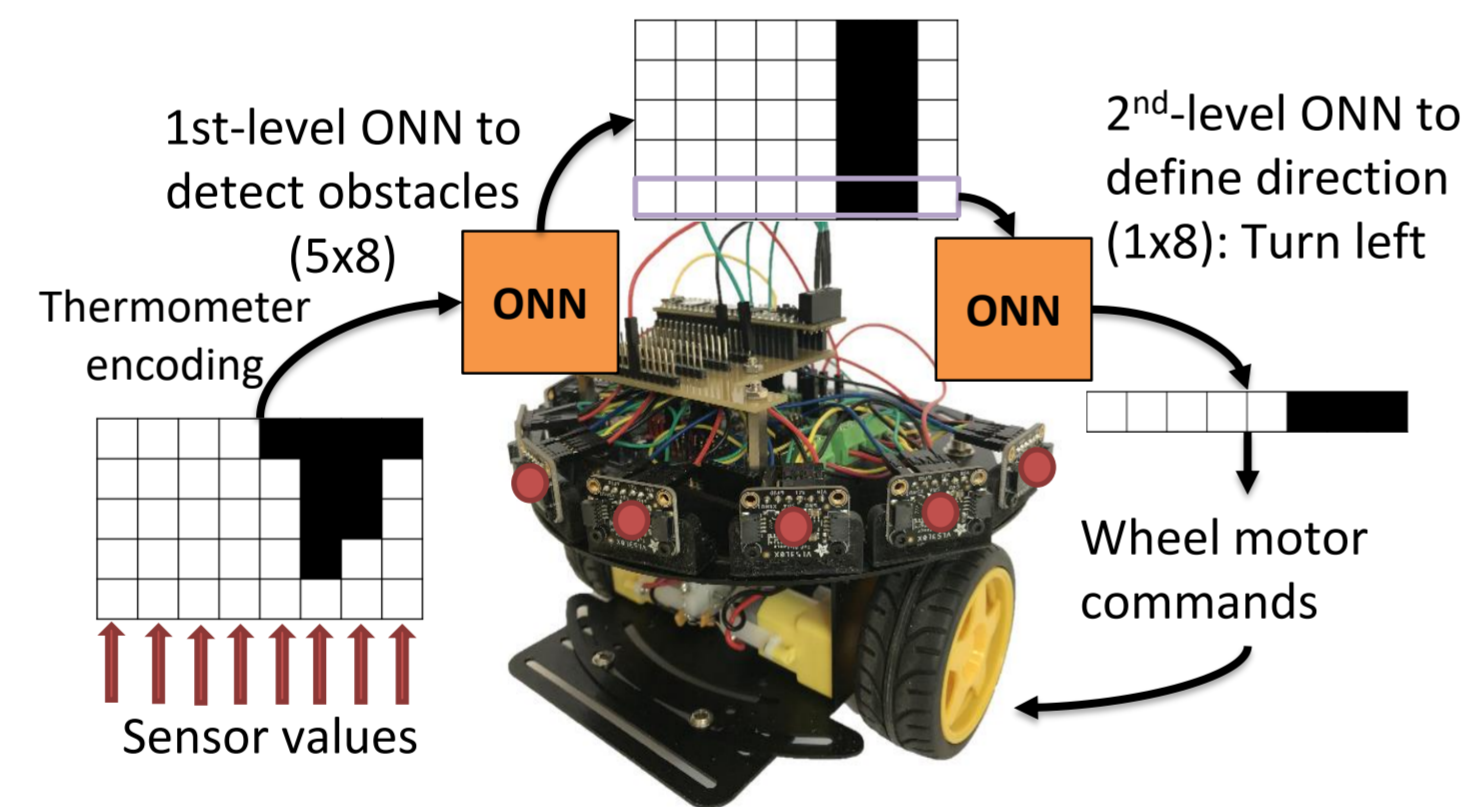 1st-level ONN to
detect obstacles
(5x8)
Thermometer
encoding
ONN
ONN
2nd-level ONN to
define direction
(1x8): Turn left
Sensor values
Wheel motor
commands